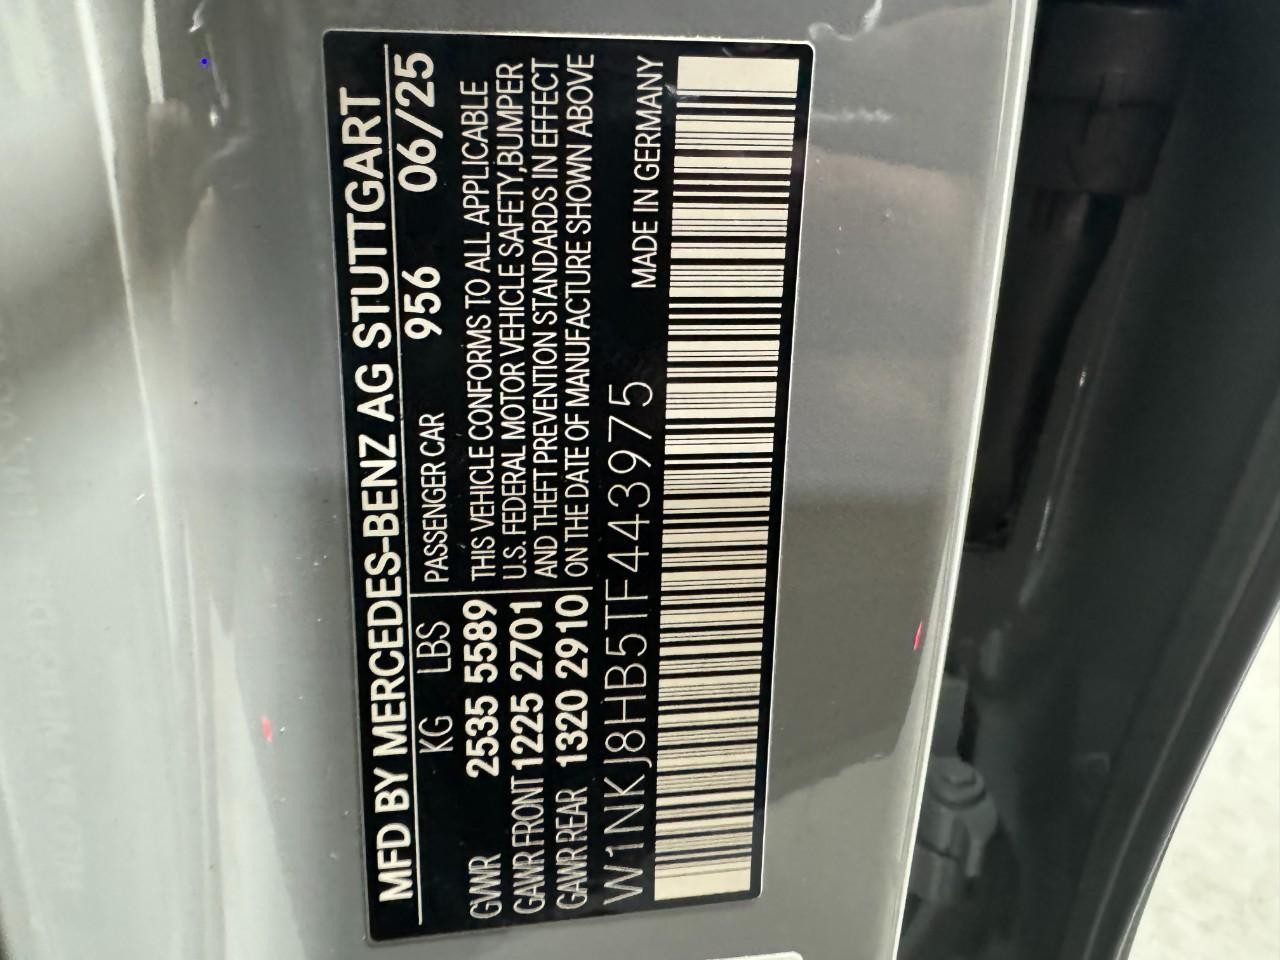 MFD BY MERCEDES-BENZ AG STUTTGART
KG LBS PASSENGER CAR 956 06/25
GVWR 2535 5589 THIS VEHICLE CONFORMS TO ALL APPLICABLE
GAWR FRONT 1225 2701 U.S. FEDERAL MOTOR VEHICLE SAFETY,BUMPER
AND THEFT PREVENTION STANDARDS IN EFFECT
GAWR REAR 1320 2910 ON THE DATE OF MANUFACTURE SHOWN ABOVE
W1NKJ8HB5TF443975 MADE IN GERMANY